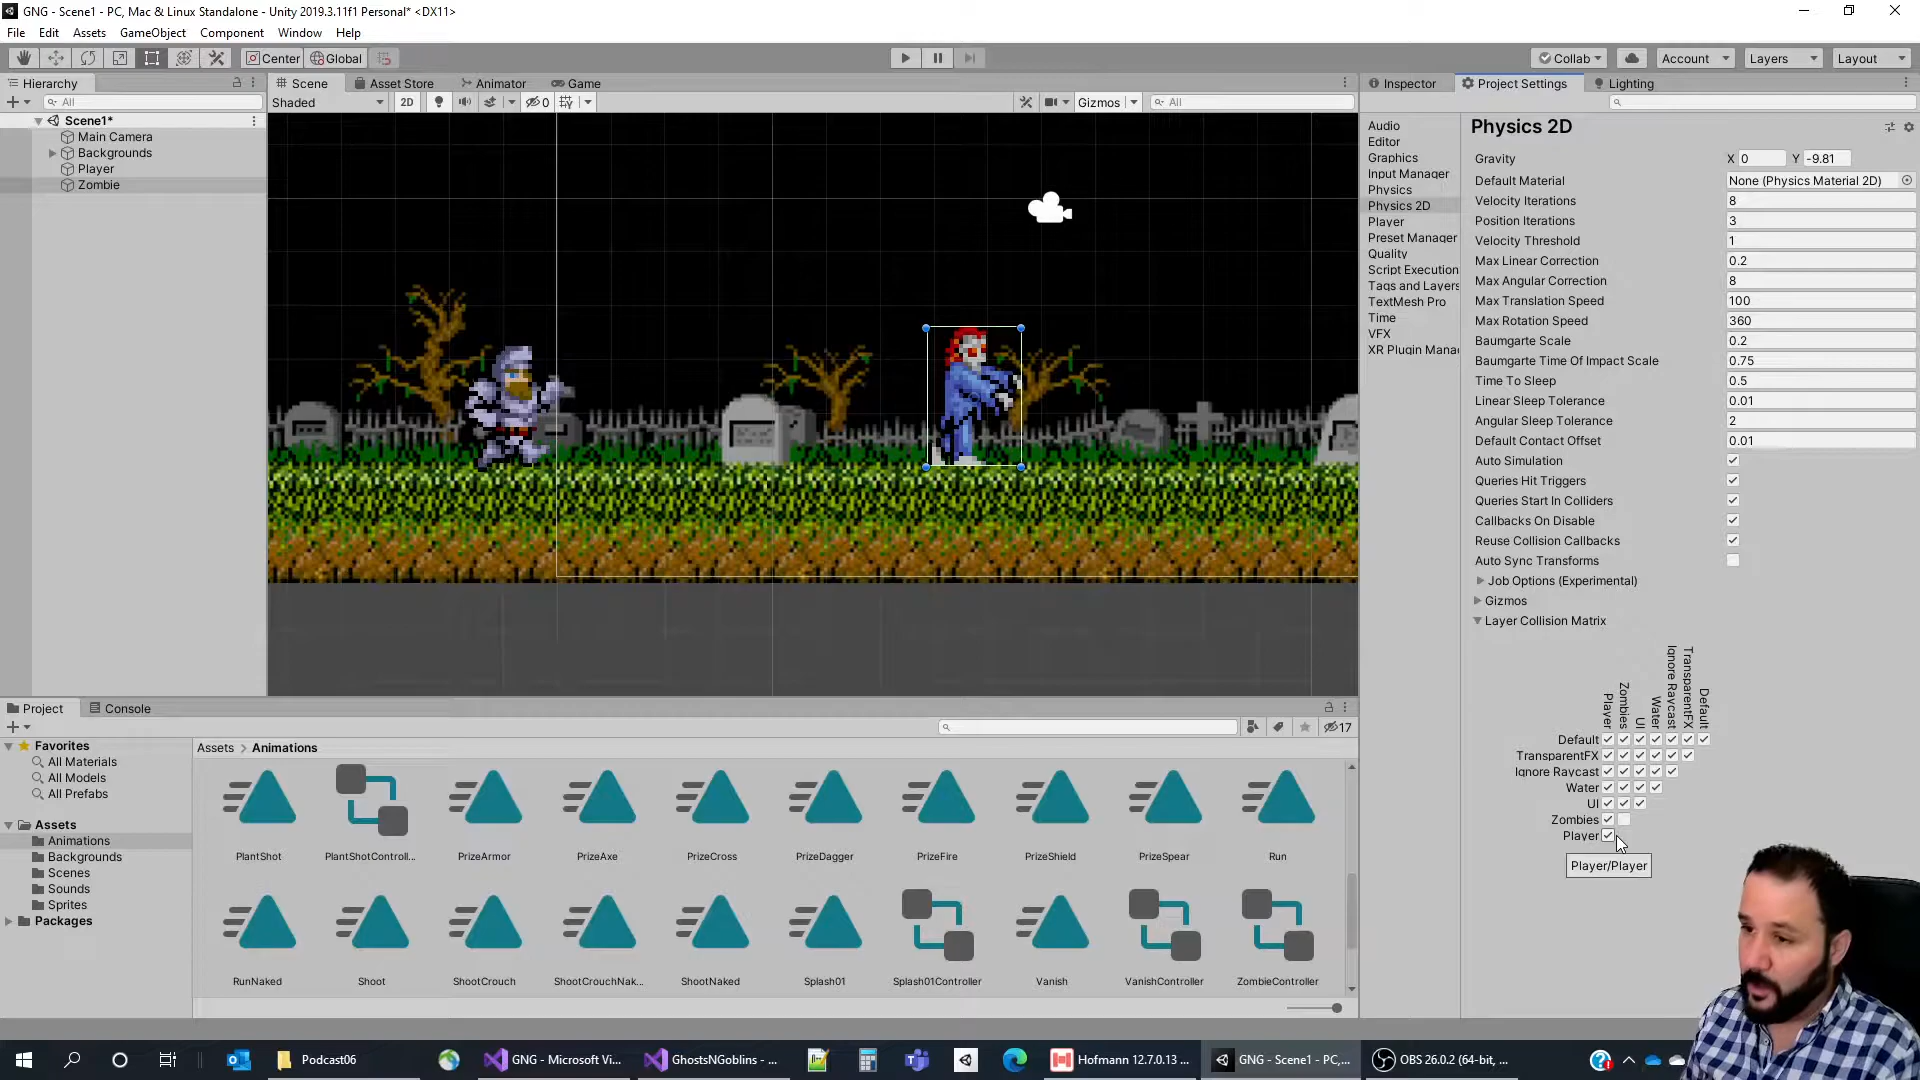 GNG - Scene1 - PC, Mac & Linux Standalone - Unity 2019.3.11f1 Personal* <DX11>
File Edit Assets GameObject Component Window Help
Center Global Collab Account Layers Layout
Hierarchy
All
Scene1*
Main Camera
Backgrounds
Player
Zombie
Scene Asset Store Animator Game
Shaded 2D 0 Gizmos All
Inspector Project Settings Lighting
Audio
Editor
Graphics
Input Manager
Physics
Physics 2D
Player
Preset Manager
Quality
Script Execution
Tags and Layers
TextMesh Pro
Time
VFX
XR Plugin Mana
Physics 2D
Gravity X 0 Y -9.81
Default Material None (Physics Material 2D)
Velocity Iterations 8
Position Iterations 3
Velocity Threshold 1
Max Linear Correction 0.2
Max Angular Correction 8
Max Translation Speed 100
Max Rotation Speed 360
Baumgarte Scale 0.2
Baumgarte Time Of Impact Scale 0.75
Time To Sleep 0.5
Linear Sleep Tolerance 0.01
Angular Sleep Tolerance 2
Default Contact Offset 0.01
Auto Simulation
Queries Hit Triggers
Queries Start In Colliders
Callbacks On Disable
Reuse Collision Callbacks
Auto Sync Transforms
Job Options (Experimental)
Gizmos
Layer Collision Matrix
Player
Zombies
UI
Water
Ignore Raycast
TransparentFX
Default
Default
TransparentFX
Ignore Raycast
Water
UI
Zombies
Player
Player/Player
Project Console
17
Favorites
All Materials
All Models
All Prefabs
Assets
Animations
Backgrounds
Scenes
Sounds
Sprites
Packages
Assets > Animations
PlantShot PlantShotControll... PrizeArmor PrizeAxe PrizeCross PrizeDagger PrizeFire PrizeShield PrizeSpear Run
RunNaked Shoot ShootCrouch ShootCrouchNak... ShootNaked Splash01 Splash01Controller Vanish VanishController ZombieController
Podcast06 GNG - Microsoft Vi... GhostsNGoblins - ... Hofmann 12.7.0.13 ... GNG - Scene1 - PC,... OBS 26.0.2 (64-bit, ...